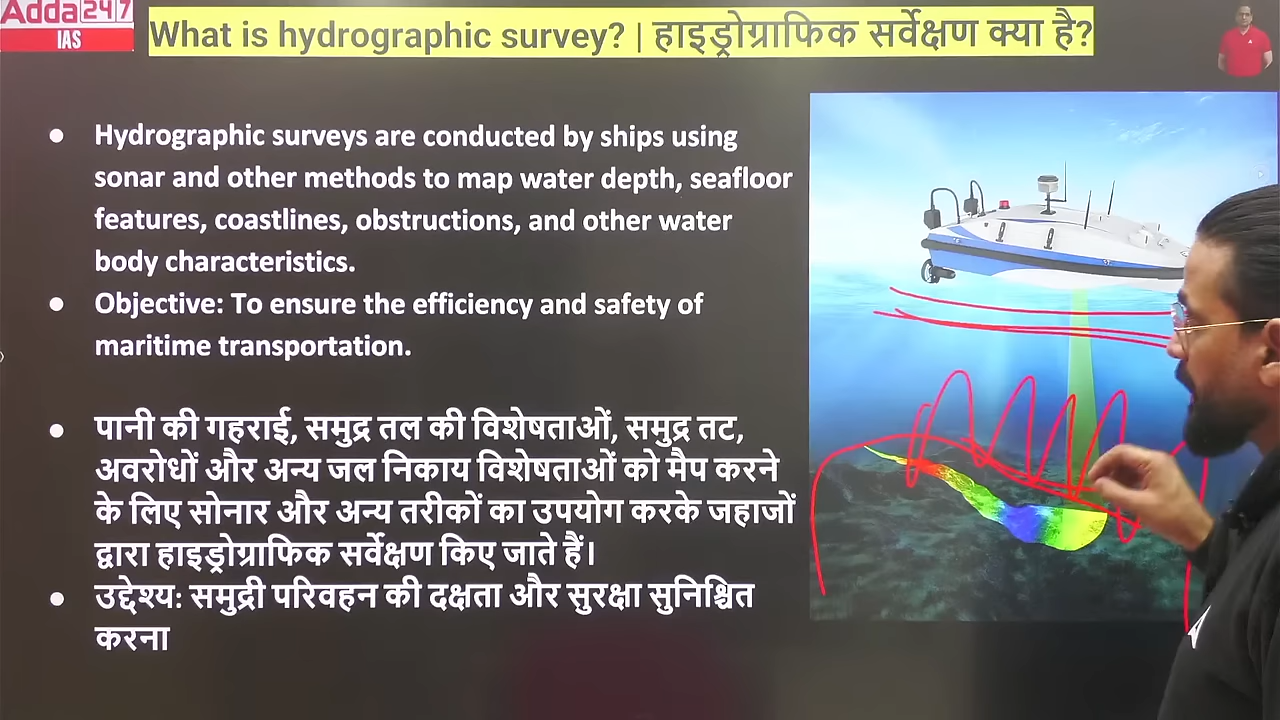 Adda247
IAS
What is hydrographic survey? | हाइड्रोग्राफिक सर्वेक्षण क्या है?
● Hydrographic surveys are conducted by ships using
sonar and other methods to map water depth, seafloor
features, coastlines, obstructions, and other water
body characteristics.
● Objective: To ensure the efficiency and safety of
maritime transportation.
● पानी की गहराई, समुद्र तल की विशेषताओं, समुद्र तट,
अवरोधों और अन्य जल निकाय विशेषताओं को मैप करने
के लिए सोनार और अन्य तरीकों का उपयोग करके जहाजों
द्वारा हाइड्रोग्राफिक सर्वेक्षण किए जाते हैं।
● उद्देश्य: समुद्री परिवहन की दक्षता और सुरक्षा सुनिश्चित
करना